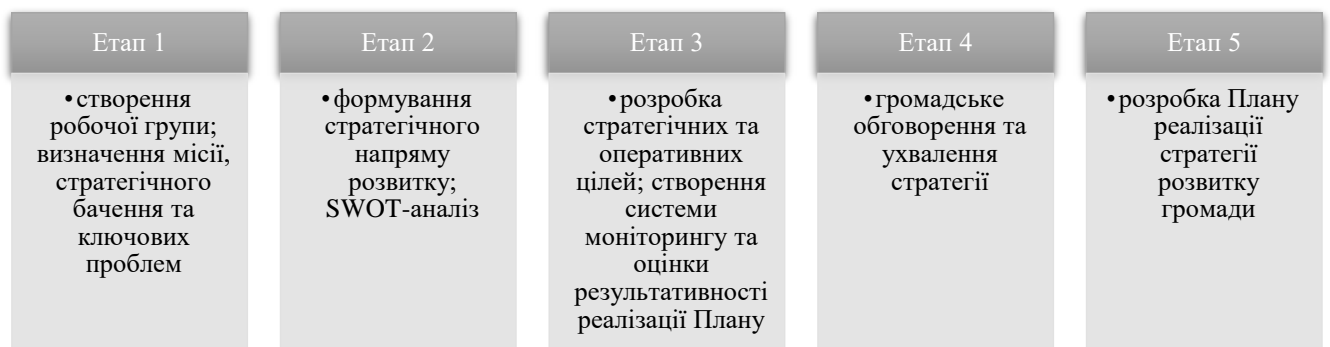 Етап 1
•створення
робочої групи;
визначення місії,
стратегічного
бачення та
ключових
проблем
Етап 2
•формування
стратегічного
напряму
розвитку;
SWOT-аналіз
Етап 3
•розробка
стратегічних та
оперативних
цілей; створення
системи
моніторингу та
оцінки
результативності
реалізації Плану
Етап 4
•громадське
обговорення та
ухвалення
стратегії
Етап 5
•розробка Плану
реалізації
стратегії
розвитку
громади